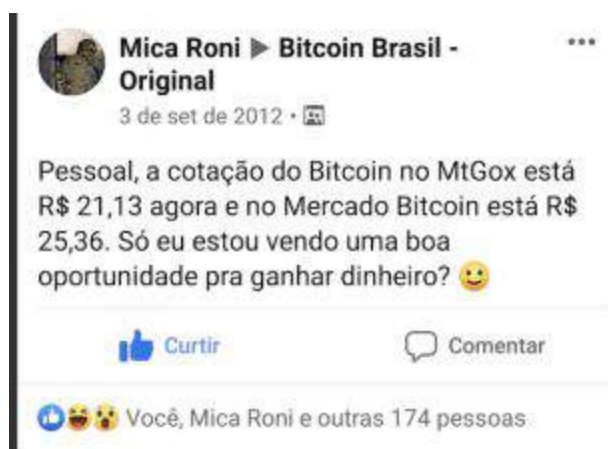 Mica Roni ▶ Bitcoin Brasil -
Original
3 de set de 2012 ·
Pessoal, a cotação do Bitcoin no MtGox está
R$ 21,13 agora e no Mercado Bitcoin está R$
25,36. Só eu estou vendo uma boa
oportunidade pra ganhar dinheiro? 🙂
Curtir
Comentar
Você, Mica Roni e outras 174 pessoas